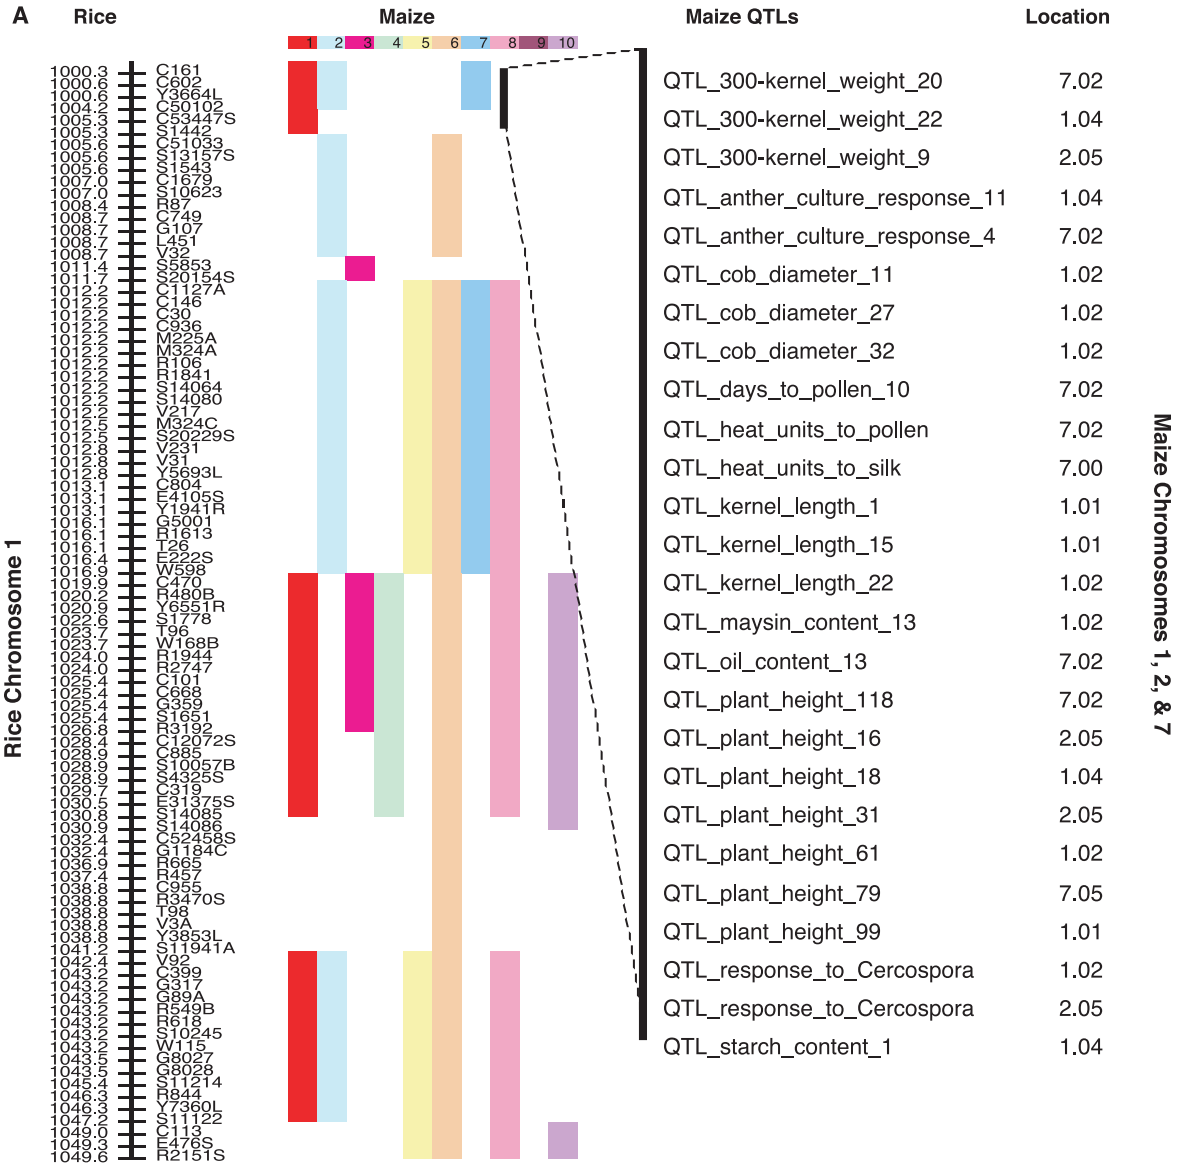 A Rice Maize Maize QTLs Location
1 2 3 4 5 6 7 8 9 10
1000.3 C161
1000.6 C602
1000.6 Y3664L
1004.2 C50102
1005.3 C53447S
1005.3 S1442
1005.6 C51033
1005.6 S13157S
1005.6 S1543
1007.0 C1679
1007.0 S10623
1008.4 R87
1008.7 C749
1008.7 G107
1008.7 L451
1008.7 V32
1011.4 S5853
1011.7 S20154S
1012.2 C1127A
1012.2 C146
1012.2 C30
1012.2 C936
1012.2 M225A
1012.2 M324A
1012.2 R106
1012.2 R1841
1012.2 S14064
1012.2 S14080
1012.2 V217
1012.5 M324C
1012.5 S20229S
1012.8 V231
1012.8 V31
1012.8 Y5693L
1013.1 C804
1013.1 E4105S
1013.1 Y1941R
1016.1 G5001
1016.1 R1613
1016.1 T26
1016.4 E222S
1016.9 W598
1019.9 C470
1020.2 R480B
1020.9 Y6551R
1022.6 S1778
1023.7 T96
1023.7 W168B
1024.0 R1944
1024.0 R2747
1025.4 C101
1025.4 C668
1025.4 G359
1025.4 S1651
1026.8 R3192
1028.4 C12072S
1028.9 C885
1028.9 S10057B
1028.9 S4325S
1029.7 C319
1030.5 E31375S
1030.8 S14085
1030.9 S14086
1032.4 C52458S
1032.4 G1184C
1036.9 R665
1037.4 R457
1038.8 C955
1038.8 R3470S
1038.8 T98
1038.8 V3A
1038.8 Y3853L
1041.2 S11941A
1042.4 V92
1043.2 C399
1043.2 G317
1043.2 G89A
1043.2 R549B
1043.2 R618
1043.2 S10245
1043.2 W115
1043.5 G8027
1043.5 G8028
1045.4 S11214
1046.3 R844
1046.3 Y7360L
1047.2 S11122
1049.0 C113
1049.3 E476S
1049.6 R2151S
Rice Chromosome 1
QTL_300-kernel_weight_20 7.02
QTL_300-kernel_weight_22 1.04
QTL_300-kernel_weight_9 2.05
QTL_anther_culture_response_11 1.04
QTL_anther_culture_response_4 7.02
QTL_cob_diameter_11 1.02
QTL_cob_diameter_27 1.02
QTL_cob_diameter_32 1.02
QTL_days_to_pollen_10 7.02
QTL_heat_units_to_pollen 7.02
QTL_heat_units_to_silk 7.00
QTL_kernel_length_1 1.01
QTL_kernel_length_15 1.01
QTL_kernel_length_22 1.02
QTL_maysin_content_13 1.02
QTL_oil_content_13 7.02
QTL_plant_height_118 7.02
QTL_plant_height_16 2.05
QTL_plant_height_18 1.04
QTL_plant_height_31 2.05
QTL_plant_height_61 1.02
QTL_plant_height_79 7.05
QTL_plant_height_99 1.01
QTL_response_to_Cercospora 1.02
QTL_response_to_Cercospora 2.05
QTL_starch_content_1 1.04
Maize Chromosomes 1, 2, & 7